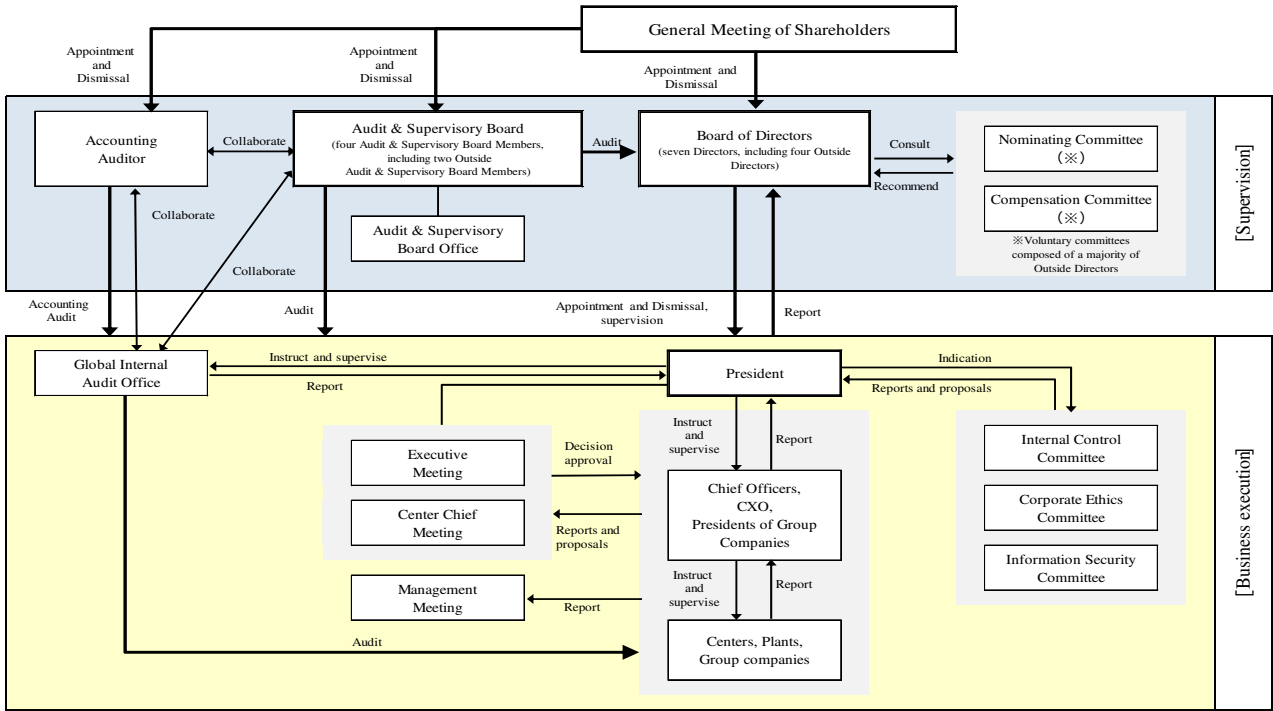 General Meeting of Shareholders
Appointment
and
Dismissal
Appointment
and
Dismissal
Appointment and
Dismissal
Accounting
Auditor
Collaborate
Audit & Supervisory Board
(four Audit & Supervisory Board Members,
including two Outside
Audit & Supervisory Board Members)
Audit
Board of Directors
(seven Directors, including four Outside
Directors)
Consult
Recommend
Nominating Committee
(※)
Compensation Committee
(※)
※Voluntary committees
composed of a majority of
Outside Directors
[Supervision]
Collaborate
Audit & Supervisory
Board Office
Collaborate
Accounting
Audit
Audit
Appointment and Dismissal,
supervision
Report
Global Internal
Audit Office
Instruct and supervise
Report
President
Indication
Reports and proposals
Executive
Meeting
Center Chief
Meeting
Decision
approval
Reports and
proposals
Instruct
and
supervise
Report
Chief Officers,
CXO,
Presidents of Group
Companies
Internal Control
Committee
Corporate Ethics
Committee
Information Security
Committee
[Business execution]
Management
Meeting
Report
Instruct
and
supervise
Report
Centers, Plants,
Group companies
Audit